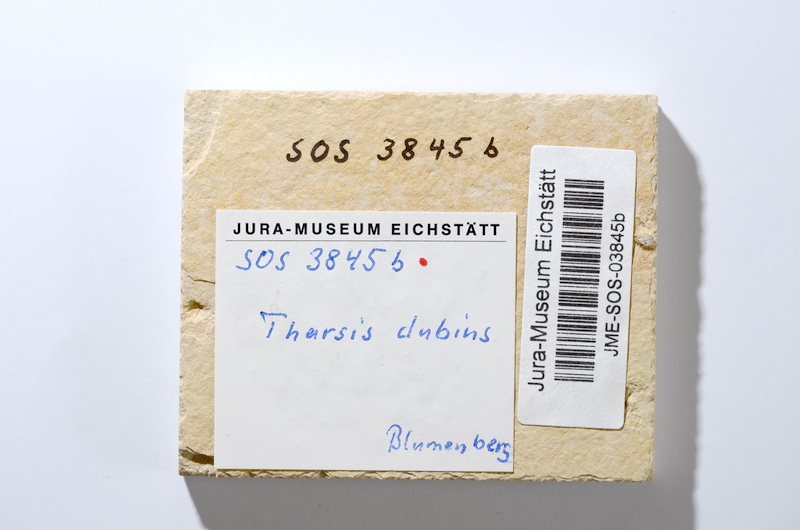 SOS 3845 b
JURA-MUSEUM EICHSTÄTT
SOS 3845 b
Tharsis dubius
Blumenberg
Jura-Museum Eichstätt
JME-SOS-03845b